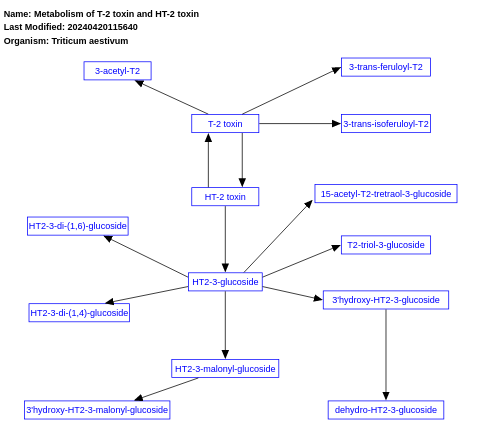 Name: Metabolism of T-2 toxin and HT-2 toxin
Last Modified: 20240420115640
Organism: Triticum aestivum
3-acetyl-T2
3-trans-feruloyl-T2
T-2 toxin
3-trans-isoferuloyl-T2
HT-2 toxin
15-acetyl-T2-tretraol-3-glucoside
HT2-3-di-(1,6)-glucoside
T2-triol-3-glucoside
HT2-3-glucoside
3'hydroxy-HT2-3-glucoside
HT2-3-di-(1,4)-glucoside
HT2-3-malonyl-glucoside
3'hydroxy-HT2-3-malonyl-glucoside
dehydro-HT2-3-glucoside